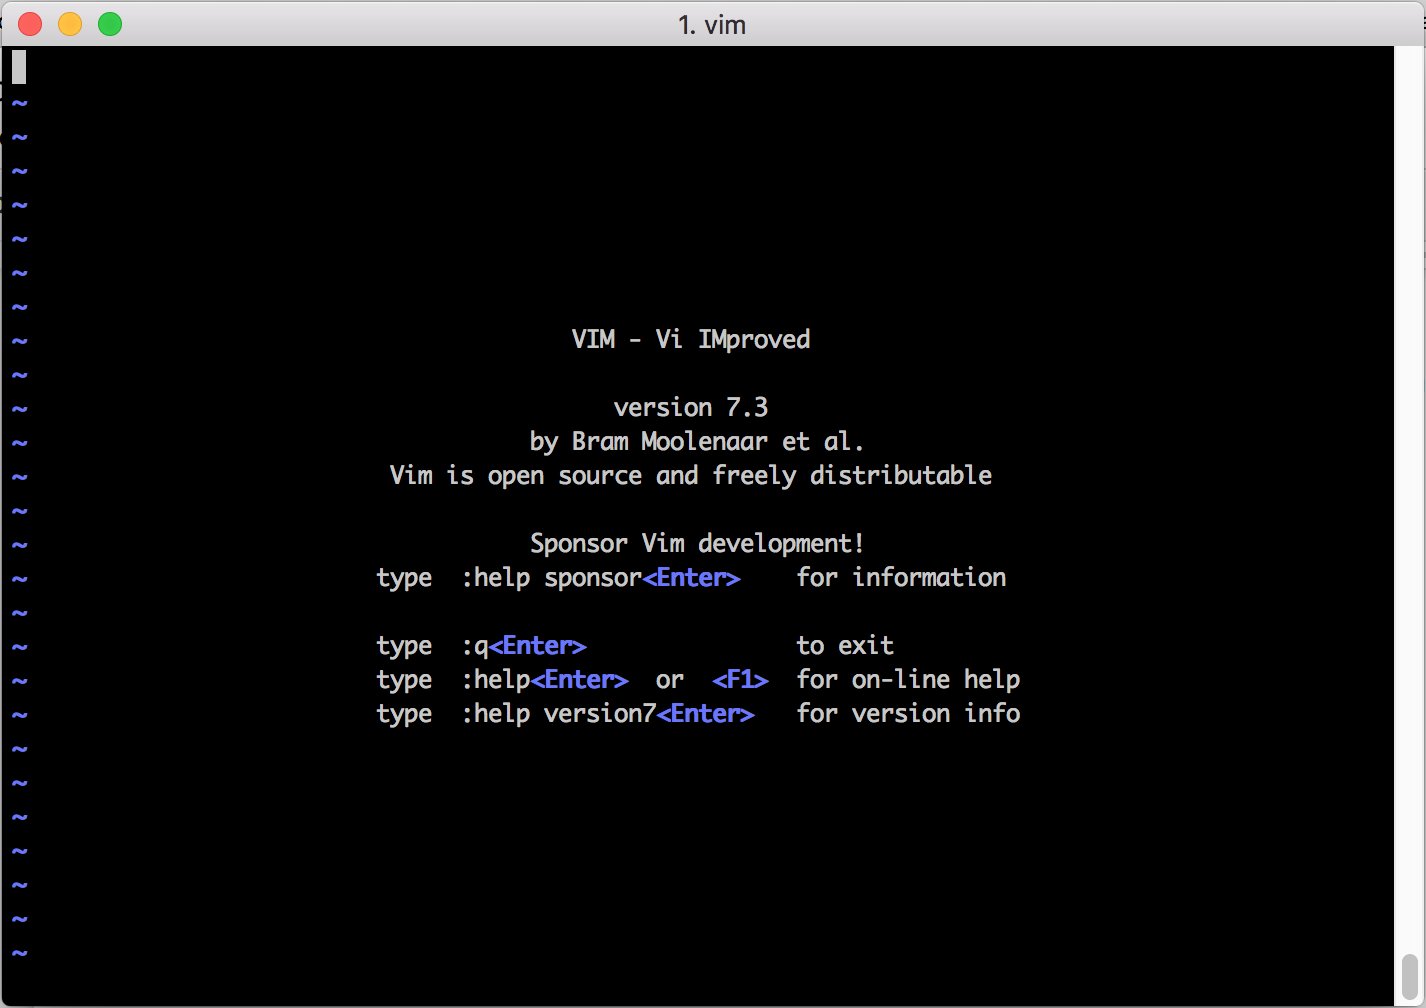 1. vim
~
~
~
~
~
~
~
~ VIM - Vi IMproved
~
~ version 7.3
~ by Bram Moolenaar et al.
~ Vim is open source and freely distributable
~
~ Sponsor Vim development!
~ type :help sponsor<Enter> for information
~
~ type :q<Enter> to exit
~ type :help<Enter> or <F1> for on-line help
~ type :help version7<Enter> for version info
~
~
~
~
~
~
~